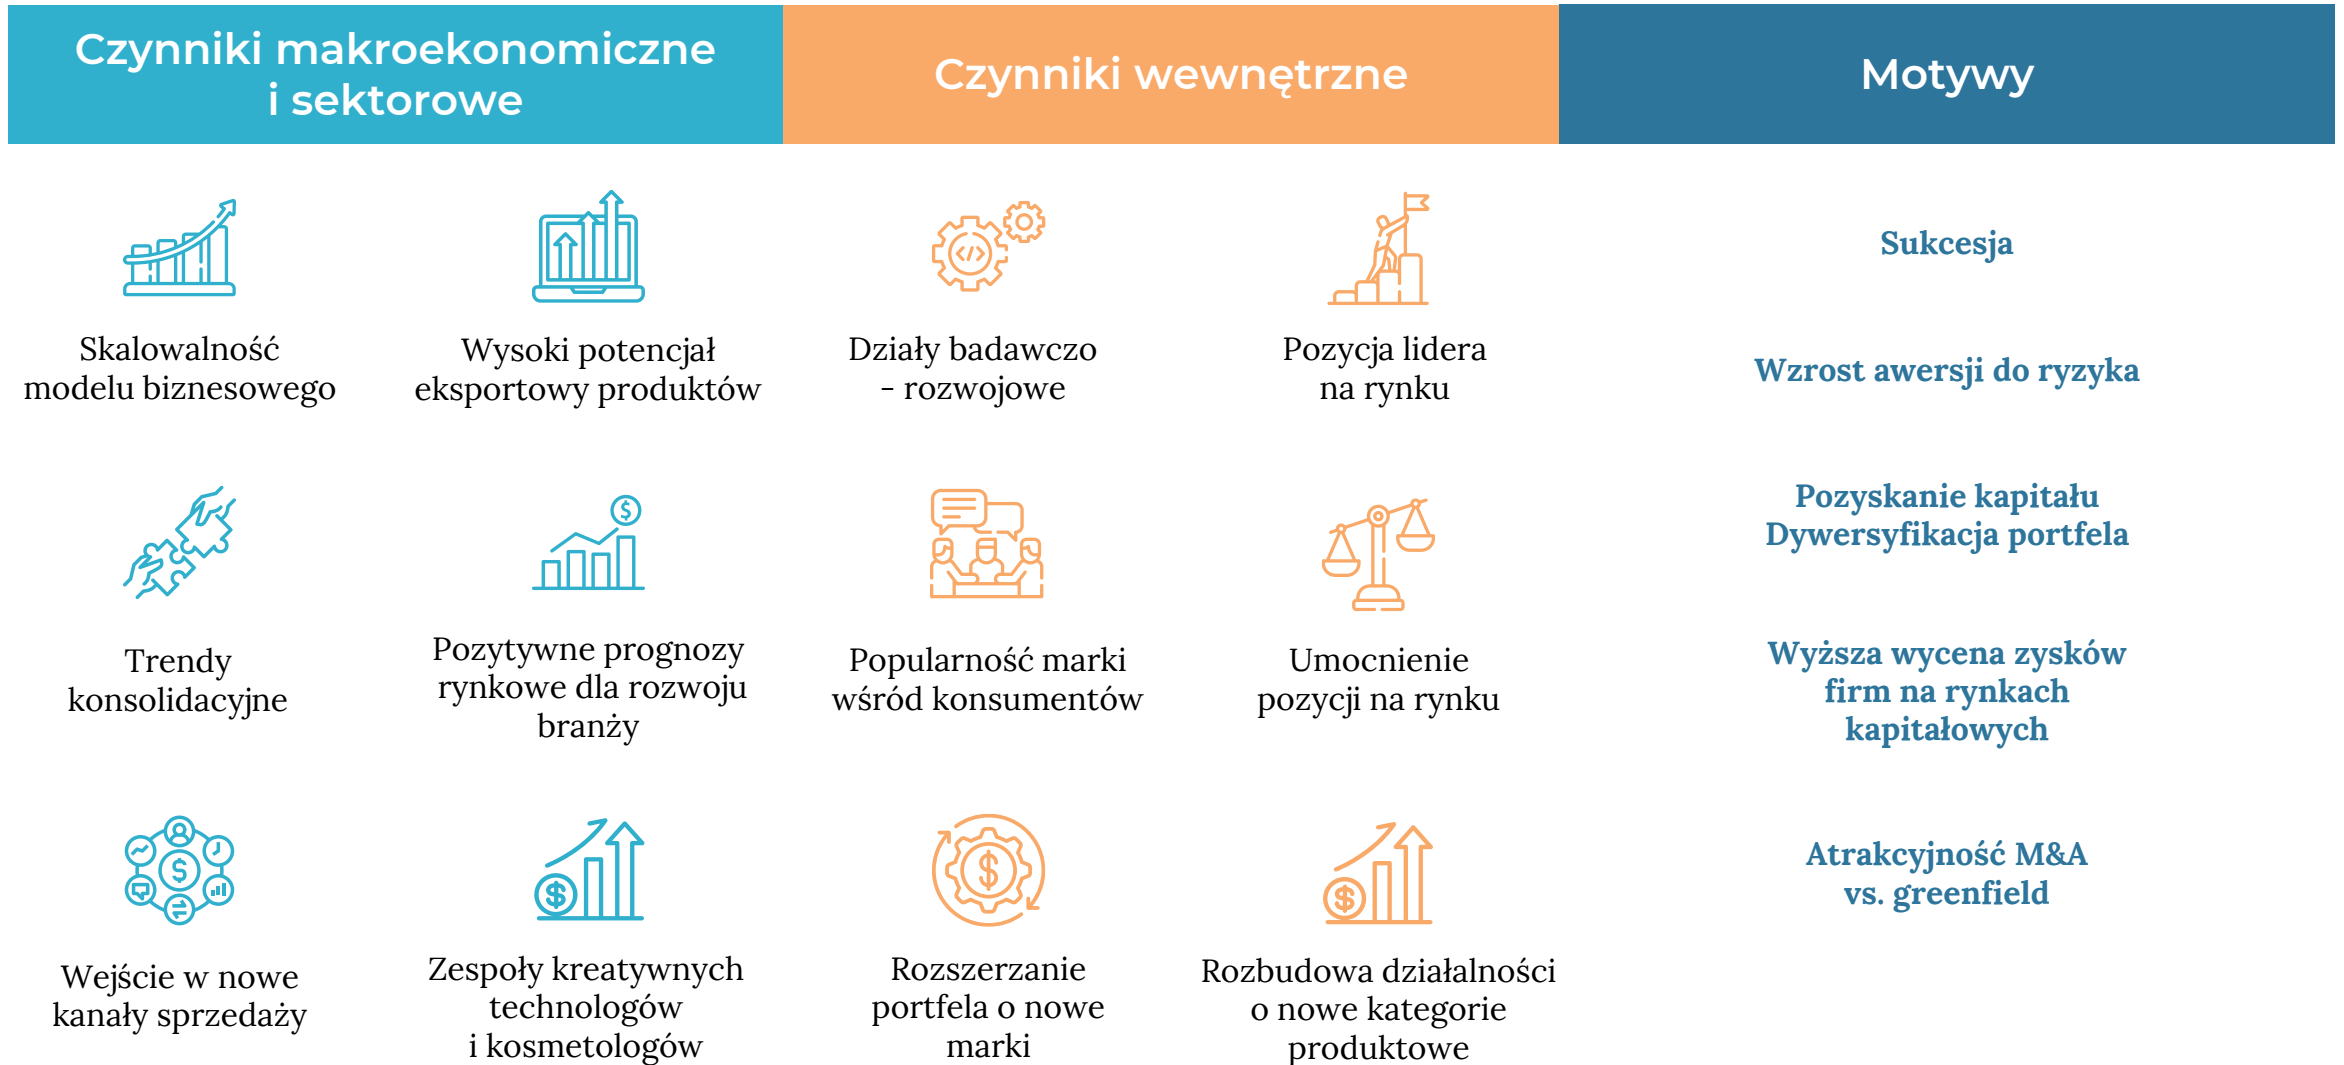 Czynniki makroekonomiczne
i sektorowe
Czynniki wewnętrzne
Motywy
Skalowalność
modelu biznesowego
Wysoki potencjał
eksportowy produktów
Działy badawczo
- rozwojowe
Pozycja lidera
na rynku
Sukcesja
Wzrost awersji do ryzyka
Trendy
konsolidacyjne
Pozytywne prognozy
rynkowe dla rozwoju
branży
Popularność marki
wśród konsumentów
Umocnienie
pozycji na rynku
Pozyskanie kapitału
Dywersyfikacja portfela
Wyższa wycena zysków
firm na rynkach
kapitałowych
Wejście w nowe
kanały sprzedaży
Zespoły kreatywnych
technologów
i kosmetologów
Rozszerzanie
portfela o nowe
marki
Rozbudowa działalności
o nowe kategorie
produktowe
Atrakcyjność M&A
vs. greenfield